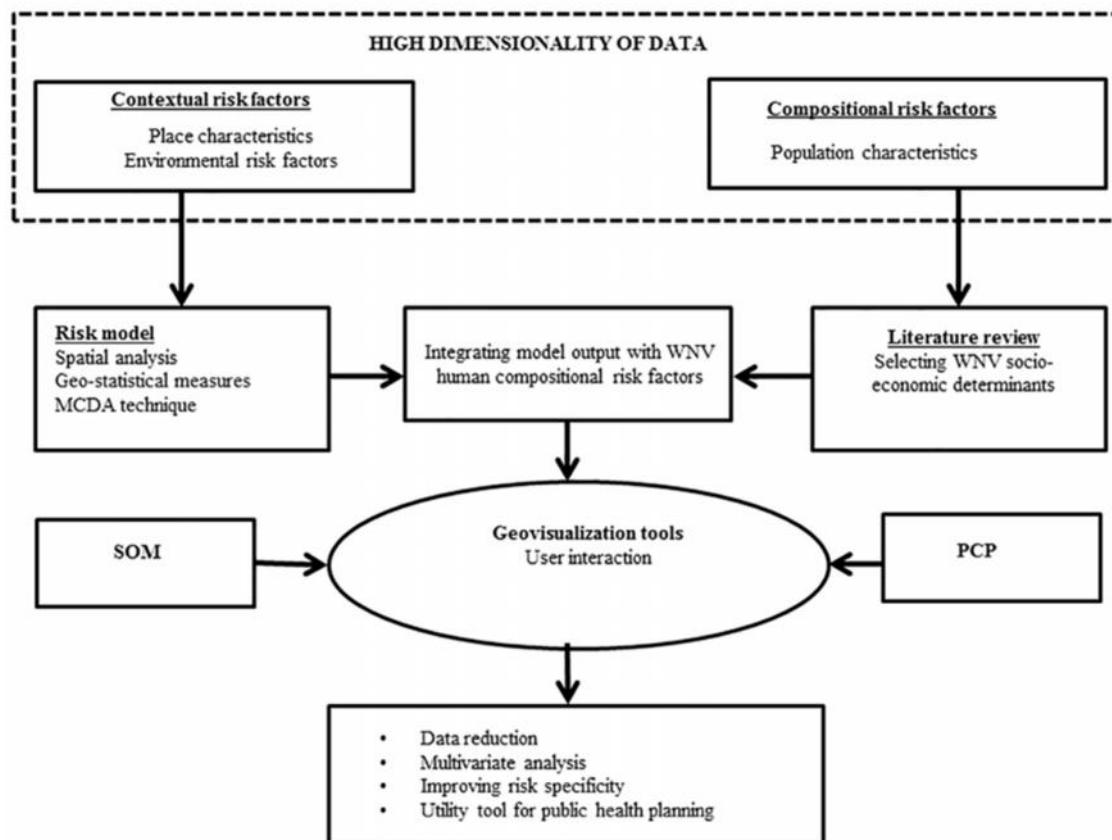 HIGH DIMENSIONALITY OF DATA
Contextual risk factors
Place characteristics
Environmental risk factors
Compositional risk factors
Population characteristics
Risk model
Spatial analysis
Geo-statistical measures
MCDA technique
Integrating model output with WNV
human compositional risk factors
Literature review
Selecting WNV socio-
economic determinants
SOM
Geovisualization tools
User interaction
PCP
• Data reduction
• Multivariate analysis
• Improving risk specificity
• Utility tool for public health planning